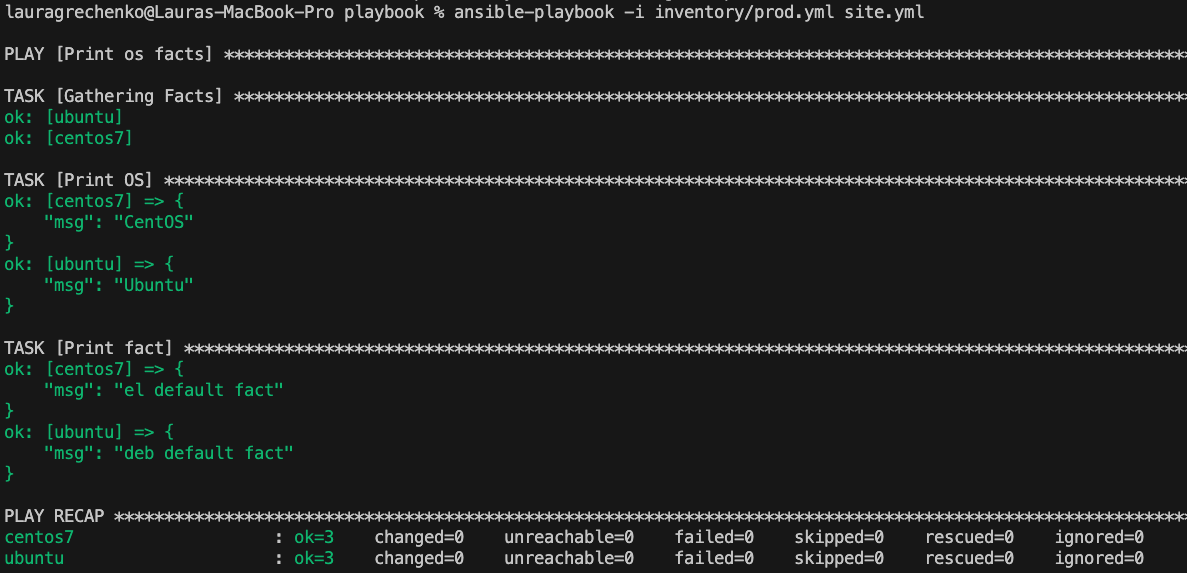 lauragrechenko@Lauras-MacBook-Pro playbook % ansible-playbook -i inventory/prod.yml site.yml
PLAY [Print os facts] *************************************************************************************************
TASK [Gathering Facts] ************************************************************************************************
ok: [ubuntu]
ok: [centos7]
TASK [Print OS] *******************************************************************************************************
ok: [centos7] => {
    "msg": "CentOS"
}
ok: [ubuntu] => {
    "msg": "Ubuntu"
}
TASK [Print fact] *****************************************************************************************************
ok: [centos7] => {
    "msg": "el default fact"
}
ok: [ubuntu] => {
    "msg": "deb default fact"
}
PLAY RECAP ************************************************************************************************************
centos7                    : ok=3    changed=0    unreachable=0    failed=0    skipped=0    rescued=0    ignored=0
ubuntu                     : ok=3    changed=0    unreachable=0    failed=0    skipped=0    rescued=0    ignored=0